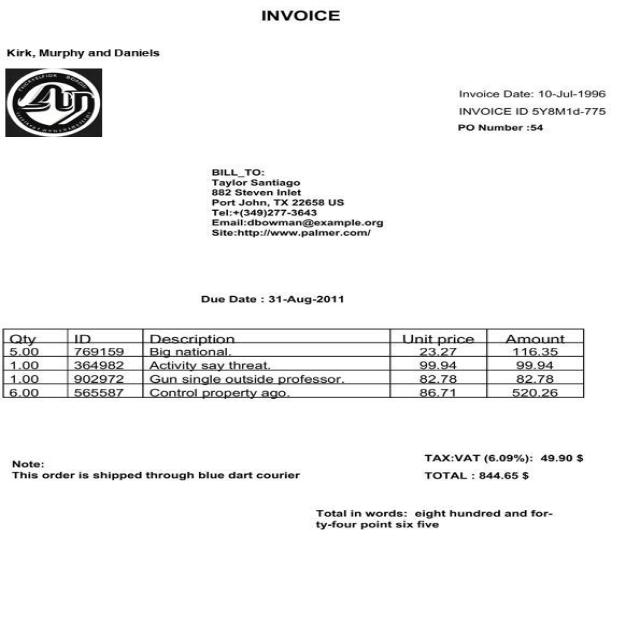 INVOICE
Kirk, Murphy and Daniels
Invoice Date: 10-Jul-1996
INVOICE ID 5Y8M1d-775
PO Number :54
BILL_TO:
Taylor Santiago
882 Steven Inlet
Port John, TX 22658 US
Tel:+(349)277-3643
Email:dbowman@example.org
Site:http://www.palmer.com/
Due Date : 31-Aug-2011
Qty ID Description Unit price Amount
5.00 769159 Big national. 23.27 116.35
1.00 364982 Activity say threat. 99.94 99.94
1.00 902972 Gun single outside professor. 82.78 82.78
6.00 565587 Control property ago. 86.71 520.26
TAX:VAT (6.09%): 49.90 $
Note:
This order is shipped through blue dart courier
TOTAL : 844.65 $
Total in words: eight hundred and for-
ty-four point six five